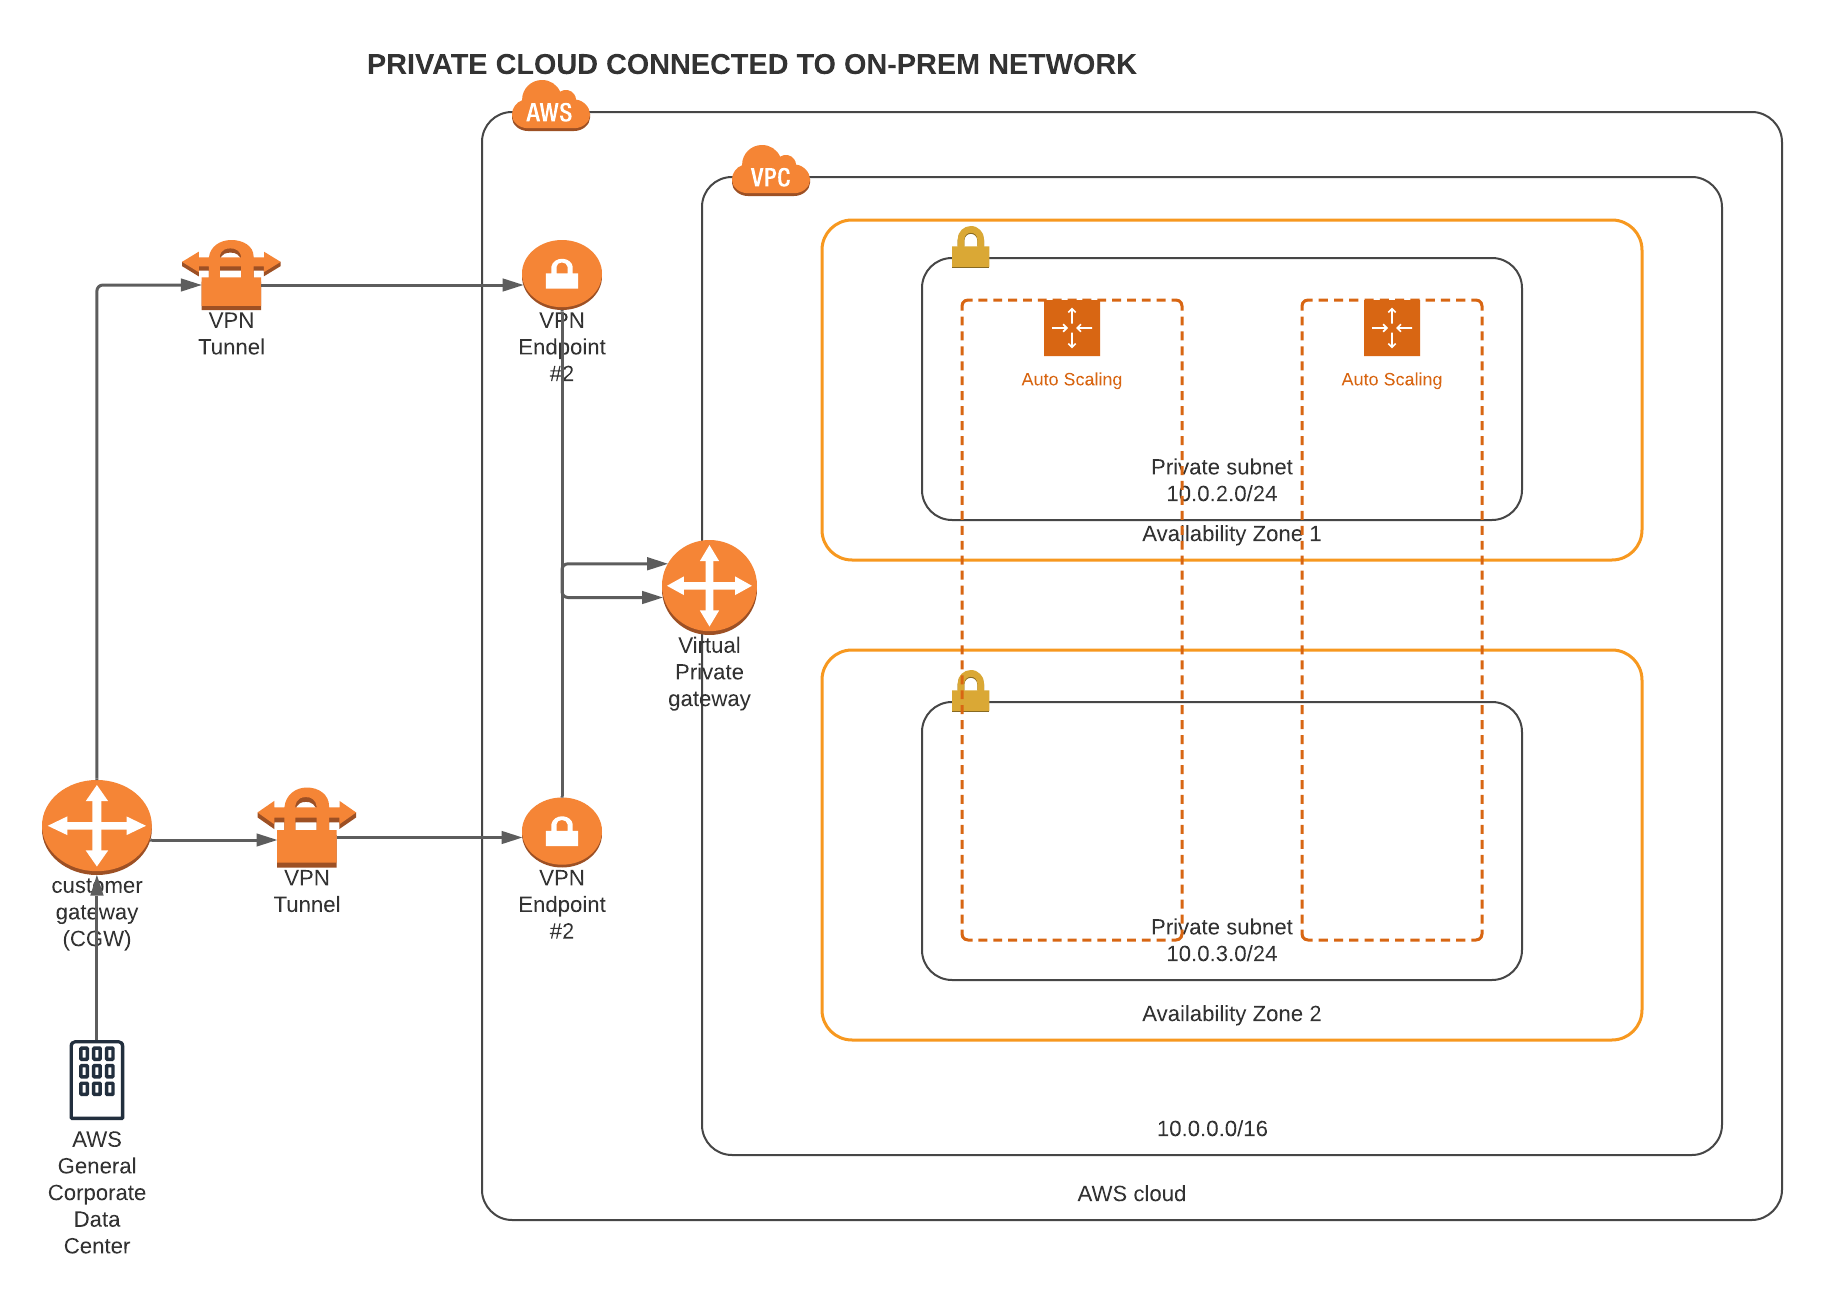 PRIVATE CLOUD CONNECTED TO ON-PREM NETWORK
AWS
VPC
VPN
Tunnel
VPN
Endpoint
#2
Auto Scaling
Auto Scaling
Private subnet
10.0.2.0/24
Availability Zone 1
Virtual
Private
gateway
customer
gateway
(CGW)
VPN
Tunnel
VPN
Endpoint
#2
Private subnet
10.0.3.0/24
Availability Zone 2
10.0.0.0/16
AWS cloud
AWS
General
Corporate
Data
Center